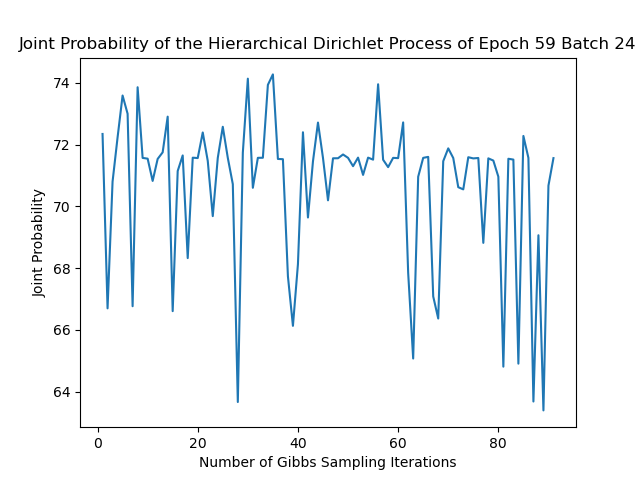 Joint Probability of the Hierarchical Dirichlet Process of Epoch 59 Batch 24
74
72
70
68
66
64
Joint Probability
0 20 40 60 80
Number of Gibbs Sampling Iterations